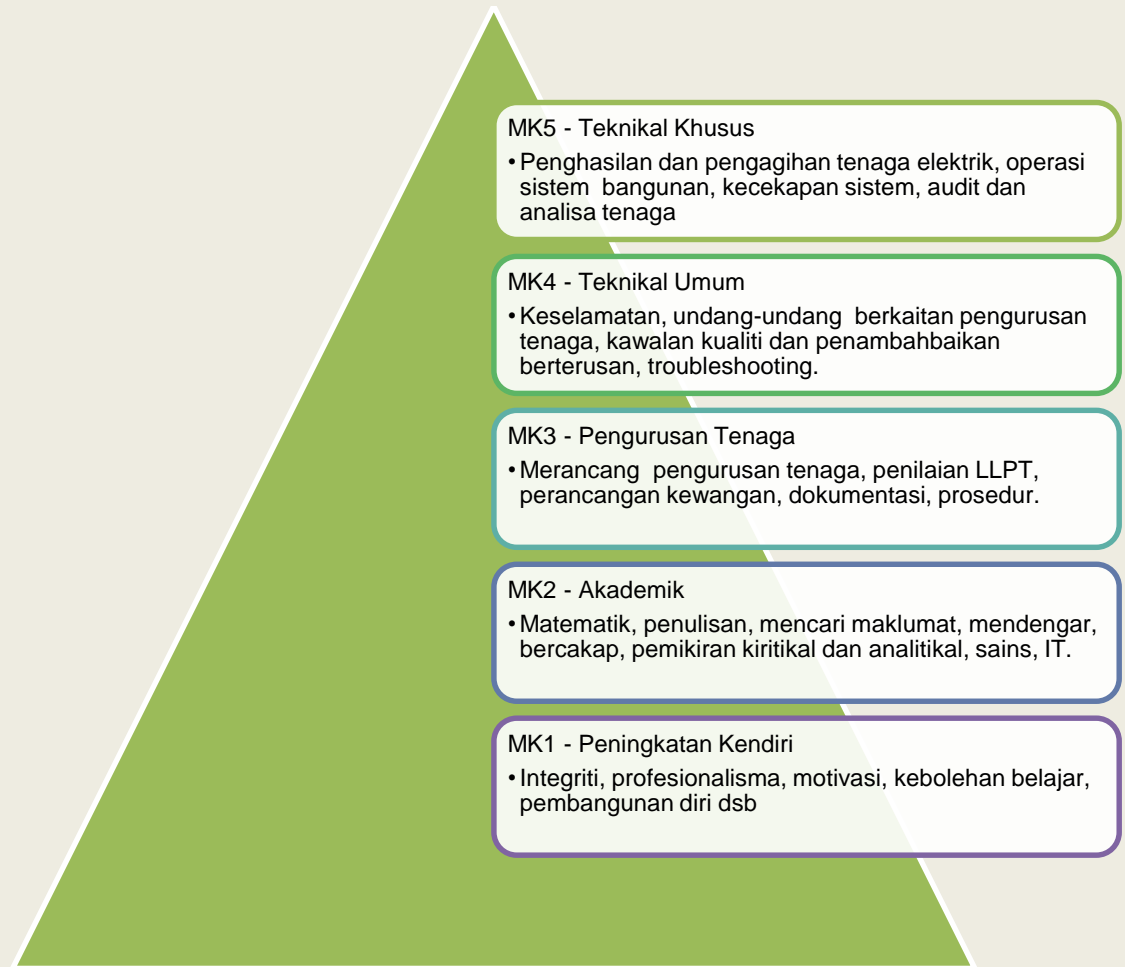 MK5 - Teknikal Khusus
• Penghasilan dan pengagihan tenaga elektrik, operasi
sistem bangunan, kecekapan sistem, audit dan
analisa tenaga
MK4 - Teknikal Umum
• Keselamatan, undang-undang berkaitan pengurusan
tenaga, kawalan kualiti dan penambahbaikan
berterusan, troubleshooting.
MK3 - Pengurusan Tenaga
• Merancang pengurusan tenaga, penilaian LLPT,
perancangan kewangan, dokumentasi, prosedur.
MK2 - Akademik
• Matematik, penulisan, mencari maklumat, mendengar,
bercakap, pemikiran kiritikal dan analitikal, sains, IT.
MK1 - Peningkatan Kendiri
• Integriti, profesionalisma, motivasi, kebolehan belajar,
pembangunan diri dsb